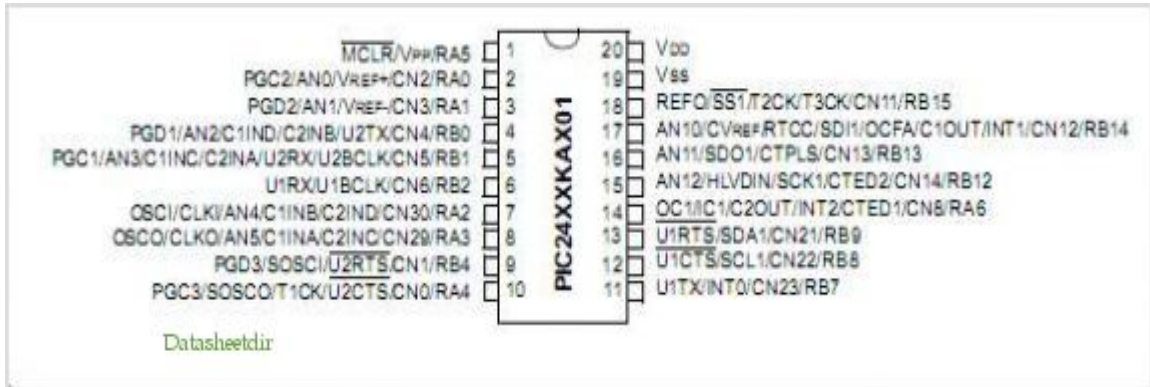 MCLR/VPP/RA5 1
PGC2/AN0/VREF+/CN2/RA0 2
PGD2/AN1/VREF-/CN3/RA1 3
PGD1/AN2/C1IND/C2INB/U2TX/CN4/RB0 4
PGC1/AN3/C1INC/C2INA/U2RX/U2BCLK/CN5/RB1 5
U1RX/U1BCLK/CN6/RB2 6
OSCI/CLKI/AN4/C1INB/C2IND/CN30/RA2 7
OSCO/CLKO/AN5/C1INA/C2INC/CN29/RA3 8
PGD3/SOSCI/U2RTS/CN1/RB4 9
PGC3/SOSCO/T1CK/U2CTS/CN0/RA4 10
PIC24XXKAX01
20 VDD
19 VSS
18 REFO/SS1/T2CK/T3CK/CN11/RB15
17 AN10/CVREF/RTCC/SDI1/OCFA/C1OUT/INT1/CN12/RB14
16 AN11/SDO1/CTPLS/CN13/RB13
15 AN12/HLVDIN/SCK1/CTED2/CN14/RB12
14 OC1/IC1/C2OUT/INT2/CTED1/CN8/RA6
13 U1RTS/SDA1/CN21/RB9
12 U1CTS/SCL1/CN22/RB8
11 U1TX/INT0/CN23/RB7
Datasheetdir